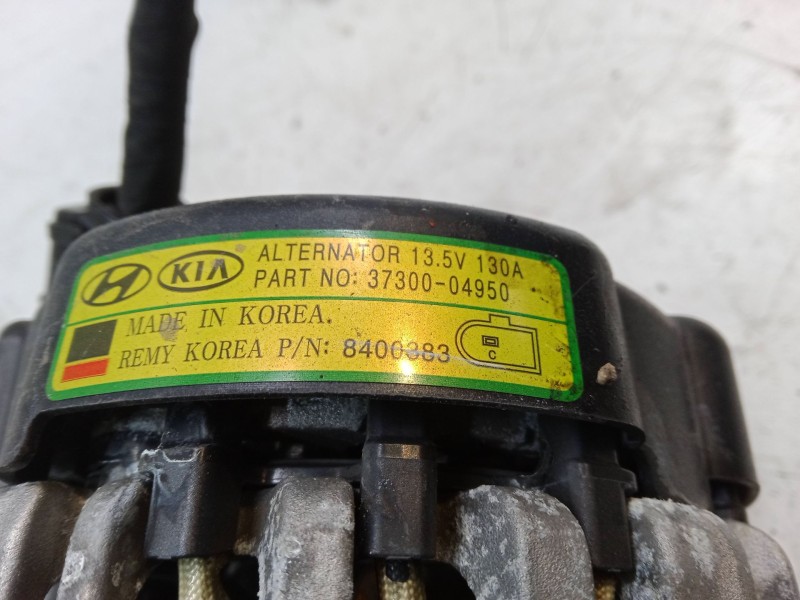 KIA ALTERNATOR 13.5V 130A
PART NO: 37300-04950
MADE IN KOREA.
REMY KOREA P/N: 8400383
C